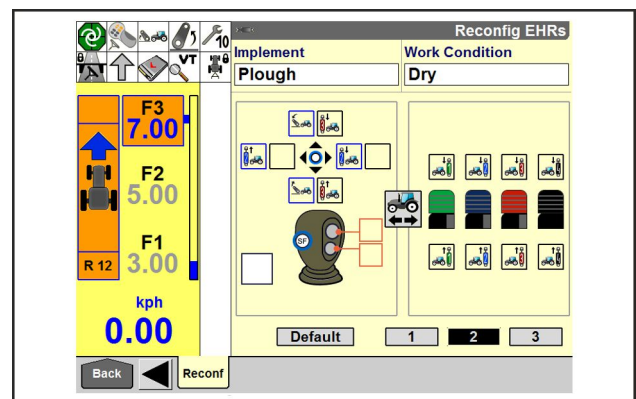 Reconfig EHRs
5
10
VT
Implement
Work Condition
Plough
Dry
F3
7.00
F2
5.00
F1
R 12
3.00
kph
0.00
SF
Default
1
2
3
Back
Reconf